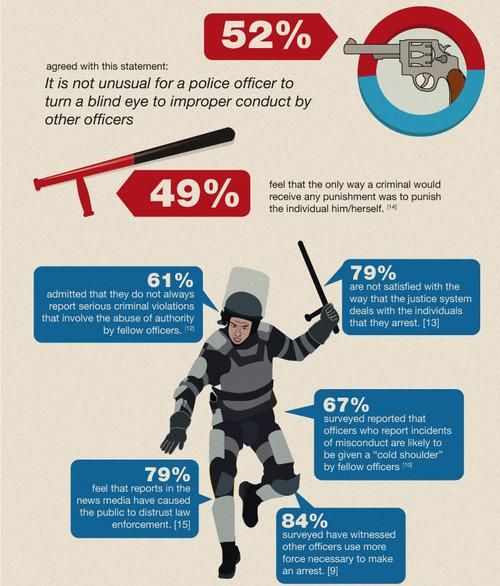 52%
agreed with this statement:
It is not unusual for a police officer to
turn a blind eye to improper conduct by
other officers
49%
feel that the only way a criminal would
receive any punishment was to punish
the individual him/herself. [14]
61%
admitted that they do not always
report serious criminal violations
that involve the abuse of authority
by fellow officers. [12]
79%
are not satisfied with the
way that the justice system
deals with the individuals
that they arrest. [13]
67%
surveyed reported that
officers who report incidents
of misconduct are likely to
be given a “cold shoulder”
by fellow officers [10]
79%
feel that reports in the
news media have caused
the public to distrust law
enforcement. [15]
84%
surveyed have witnessed
other officers use more
force necessary to make
an arrest. [9]